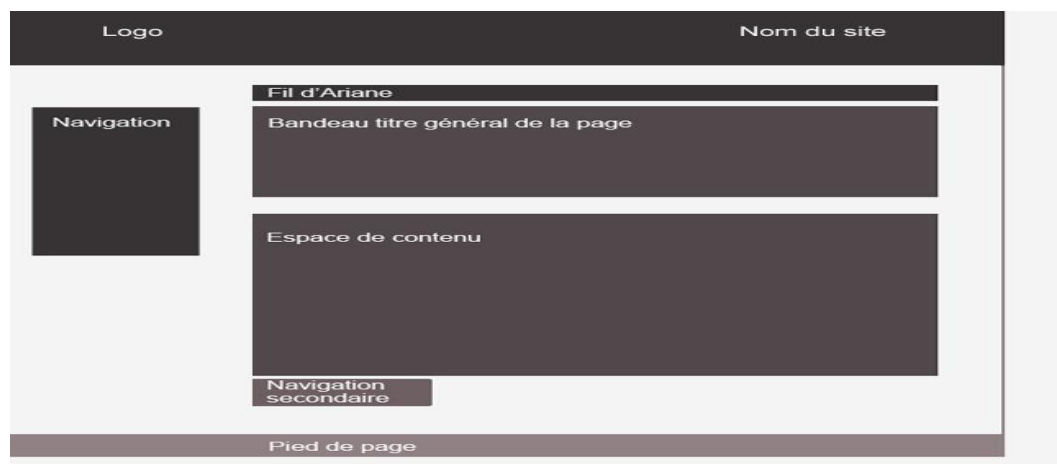 Logo
Nom du site
Fil d'Ariane
Navigation
Bandeau titre général de la page
Espace de contenu
Navigation
secondaire
Pied de page